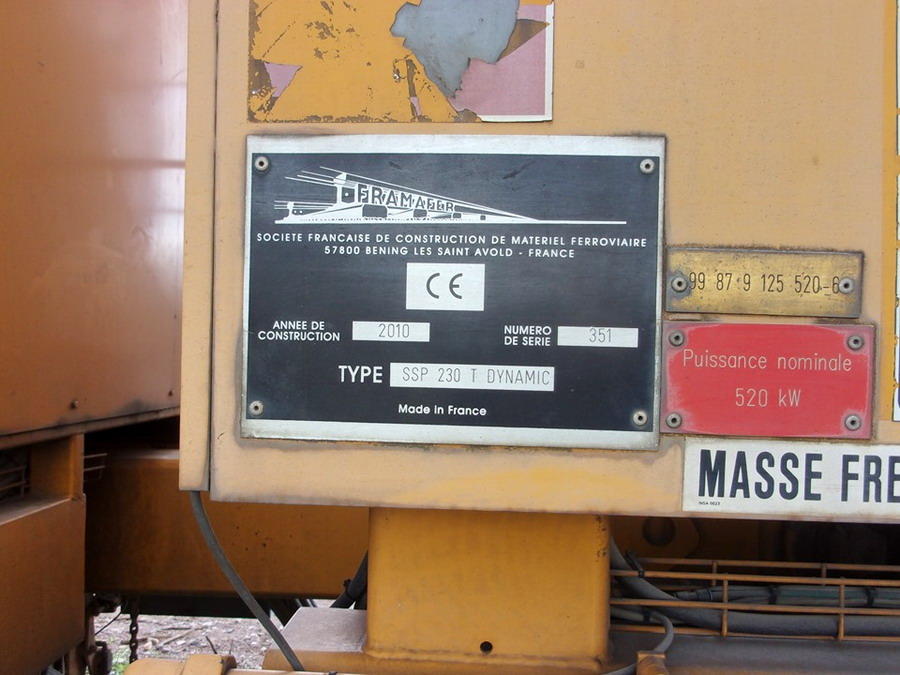 FRAMAFER
SOCIETE FRANCAISE DE CONSTRUCTION DE MATERIEL FERROVIAIRE
57800 BENING LES SAINT AVOLD - FRANCE
CE
ANNEE DE CONSTRUCTION
2010
NUMERO DE SERIE
351
TYPE
SSP 230 T DYNAMIC
Made in France
99 87 9 125 520-6
Puissance nominale
520 kW
MASSE FRE
NSA 0023